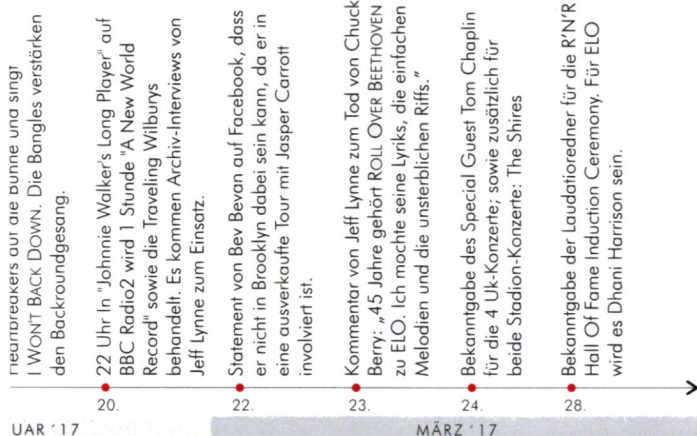 Heartbreakers auf die Bühne und singt
I WON'T BACK DOWN. Die Bangles verstärken
den Backroundgesang.
22 Uhr In "Johnnie Walker's Long Player" auf
BBC Radio2 wird 1 Stunde "A New World
Record" sowie die Traveling Wilburys
behandelt. Es kommen Archiv-Interviews von
Jeff Lynne zum Einsatz.
Statement von Bev Bevan auf Facebook, dass
er nicht in Brooklyn dabei sein kann, da er in
eine ausverkaufte Tour mit Jasper Carrott
involviert ist.
Kommentar von Jeff Lynne zum Tod von Chuck
Berry: „45 Jahre gehört ROLL OVER BEETHOVEN
zu ELO. Ich mochte seine Lyriks, die einfachen
Melodien und die unsterblichen Riffs.”
Bekanntgabe des Special Guest Tom Chaplin
für die 4 Uk-Konzerte; sowie zusätzlich für
beide Stadion-Konzerte: The Shires
Bekanntgabe der Laudatioredner für die R'N'R
Hall Of Fame Induction Ceremony. Für ELO
wird es Dhani Harrison sein.
20.
22.
23.
24.
28.
UAR ´17
MÄRZ ´17